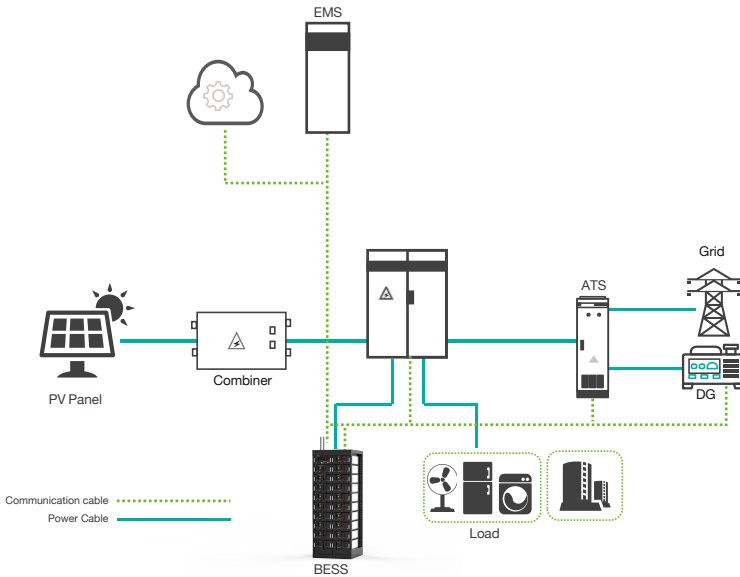 EMS
Grid
ATS
Combiner
PV Panel
DG
Communication cable
Power Cable
Load
BESS